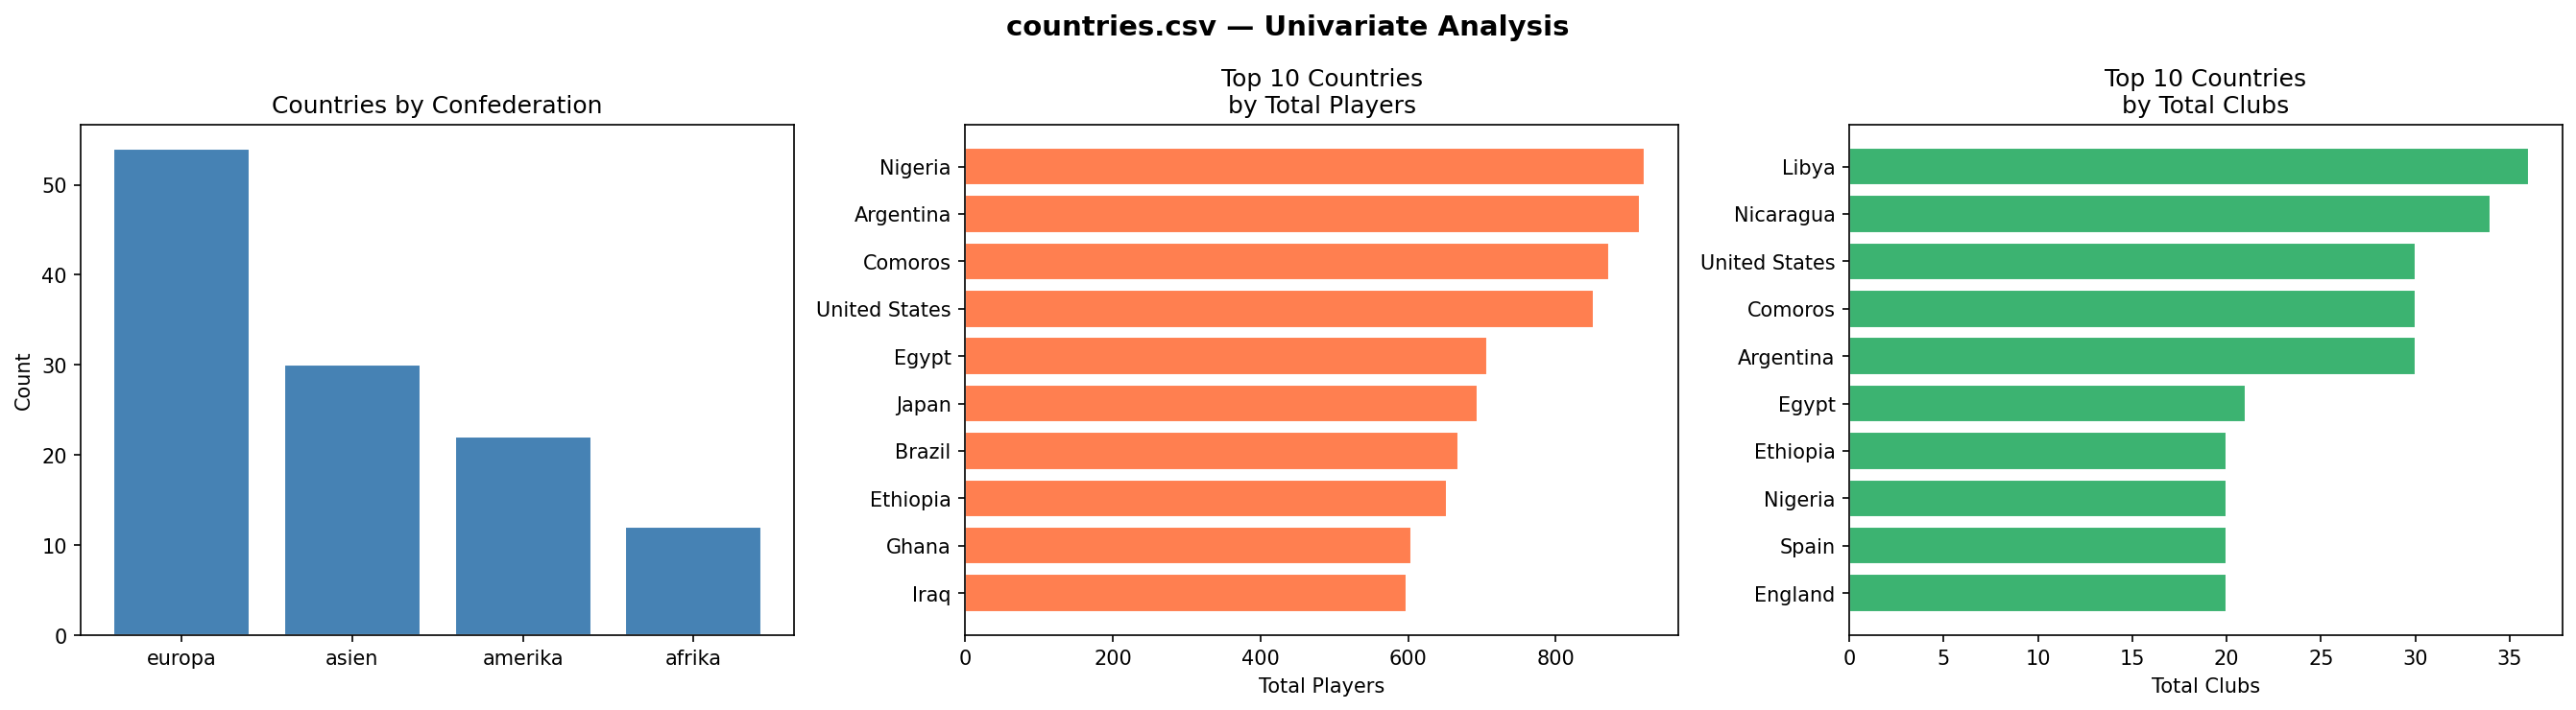 countries.csv — Univariate Analysis
Countries by Confederation
Count
50
40
30
20
10
0
europa asien amerika afrika
Top 10 Countries
by Total Players
Nigeria
Argentina
Comoros
United States
Egypt
Japan
Brazil
Ethiopia
Ghana
Iraq
0 200 400 600 800
Total Players
Top 10 Countries
by Total Clubs
Libya
Nicaragua
United States
Comoros
Argentina
Egypt
Ethiopia
Nigeria
Spain
England
0 5 10 15 20 25 30 35
Total Clubs